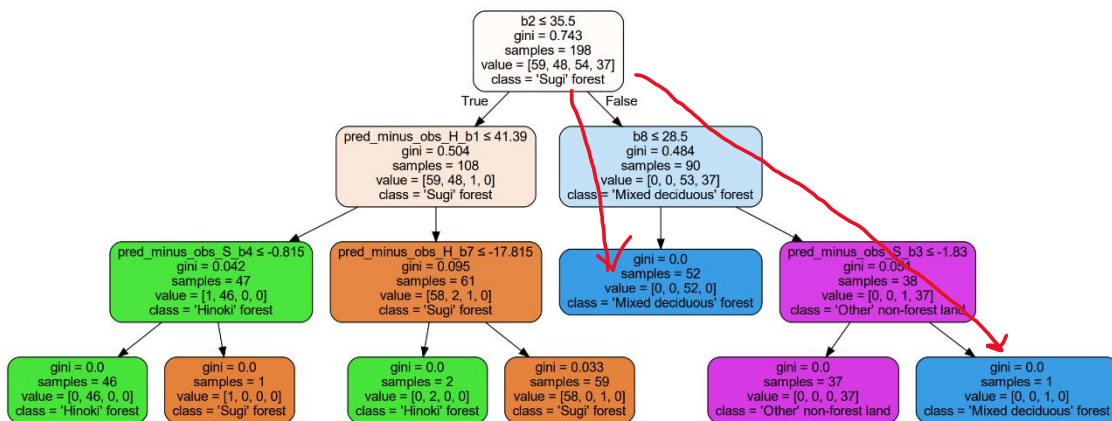 b2 ≤ 35.5
gini = 0.743
samples = 198
value = [59, 48, 54, 37]
class = 'Sugi' forest
True
False
pred_minus_obs_H_b1 ≤ 41.39
gini = 0.504
samples = 108
value = [59, 48, 1, 0]
class = 'Sugi' forest
b8 ≤ 28.5
gini = 0.484
samples = 90
value = [0, 0, 53, 37]
class = 'Mixed deciduous' forest
pred_minus_obs_S_b4 ≤ -0.815
gini = 0.042
samples = 47
value = [1, 46, 0, 0]
class = 'Hinoki' forest
pred_minus_obs_H_b7 ≤ -17.815
gini = 0.095
samples = 61
value = [58, 2, 1, 0]
class = 'Sugi' forest
gini = 0.0
samples = 52
value = [0, 0, 52, 0]
class = 'Mixed deciduous' forest
pred_minus_obs_S_b3 ≤ -1.83
gini = 0.051
samples = 38
value = [0, 0, 1, 37]
class = 'Other' non-forest land
gini = 0.0
samples = 46
value = [0, 46, 0, 0]
class = 'Hinoki' forest
gini = 0.0
samples = 1
value = [1, 0, 0, 0]
class = 'Sugi' forest
gini = 0.0
samples = 2
value = [0, 2, 0, 0]
class = 'Hinoki' forest
gini = 0.033
samples = 59
value = [58, 0, 1, 0]
class = 'Sugi' forest
gini = 0.0
samples = 37
value = [0, 0, 0, 37]
class = 'Other' non-forest land
gini = 0.0
samples = 1
value = [0, 0, 1, 0]
class = 'Mixed deciduous' forest